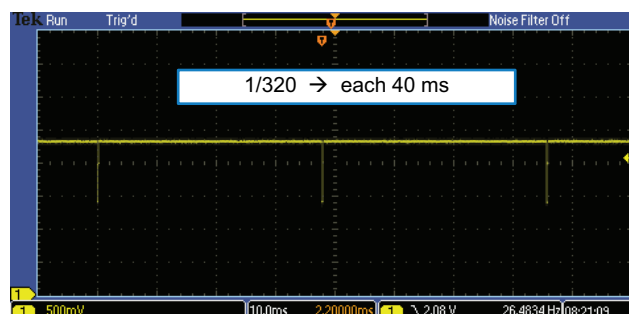 Tek Run Trig'd Noise Filter Off
1/320 → each 40 ms
1
1 500mV 10.0ms 2.20000ms 1 \ 2.08 V 26.4834 Hz 08:21:09